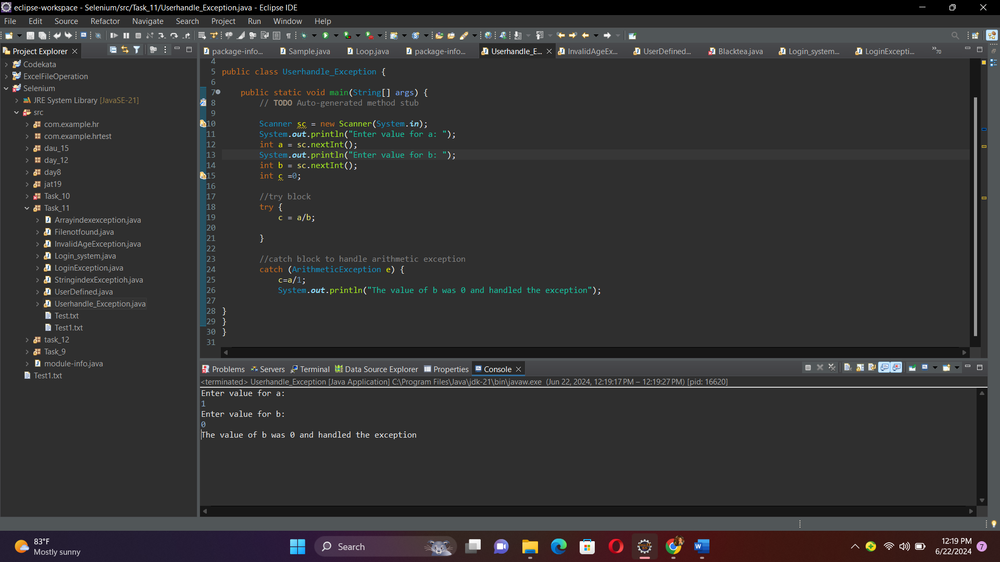 eclipse-workspace - Selenium/src/Task_11/Userhandle_Exception.java - Eclipse IDE
File Edit Source Refactor Navigate Search Project Run Window Help
Project Explorer
package-info... Sample.java Loop.java package-info... Userhandle_E... InvalidAgeEx... UserDefined... Blacktea.java Login_system... LoginExcepti... »70
Codekata
ExcelFileOperation
Selenium
JRE System Library [JavaSE-21]
src
com.example.hr
com.example.hrtest
dau_15
day_12
day8
jat19
Task_10
Task_11
Arrayindexexception.java
Filenotfound.java
InvalidAgeException.java
Login_system.java
LoginException.java
StringindexExceptioh.java
UserDefined.java
Userhandle_Exception.java
Test.txt
Test1.txt
task_12
Task_9
module-info.java
Test1.txt
4
5 public class Userhandle_Exception {
6
7 public static void main(String[] args) {
8 // TODO Auto-generated method stub
9
10 Scanner sc = new Scanner(System.in);
11 System.out.println("Enter value for a: ");
12 int a = sc.nextInt();
13 System.out.println("Enter value for b: ");
14 int b = sc.nextInt();
15 int c =0;
16
17 //try block
18 try {
19 c = a/b;
20
21 }
22
23 //catch block to handle arithmetic exception
24 catch (ArithmeticException e) {
25 c=a/1;
26 System.out.println("The value of b was 0 and handled the exception");
27
28 }
29 }
30 }
31
Problems Servers Terminal Data Source Explorer Properties Console
<terminated> Userhandle_Exception [Java Application] C:\Program Files\Java\jdk-21\bin\javaw.exe (Jun 22, 2024, 12:19:17 PM – 12:19:27 PM) [pid: 16620]
Enter value for a:
1
Enter value for b:
0
The value of b was 0 and handled the exception
83°F
Mostly sunny
Search
12:19 PM
6/22/2024
7